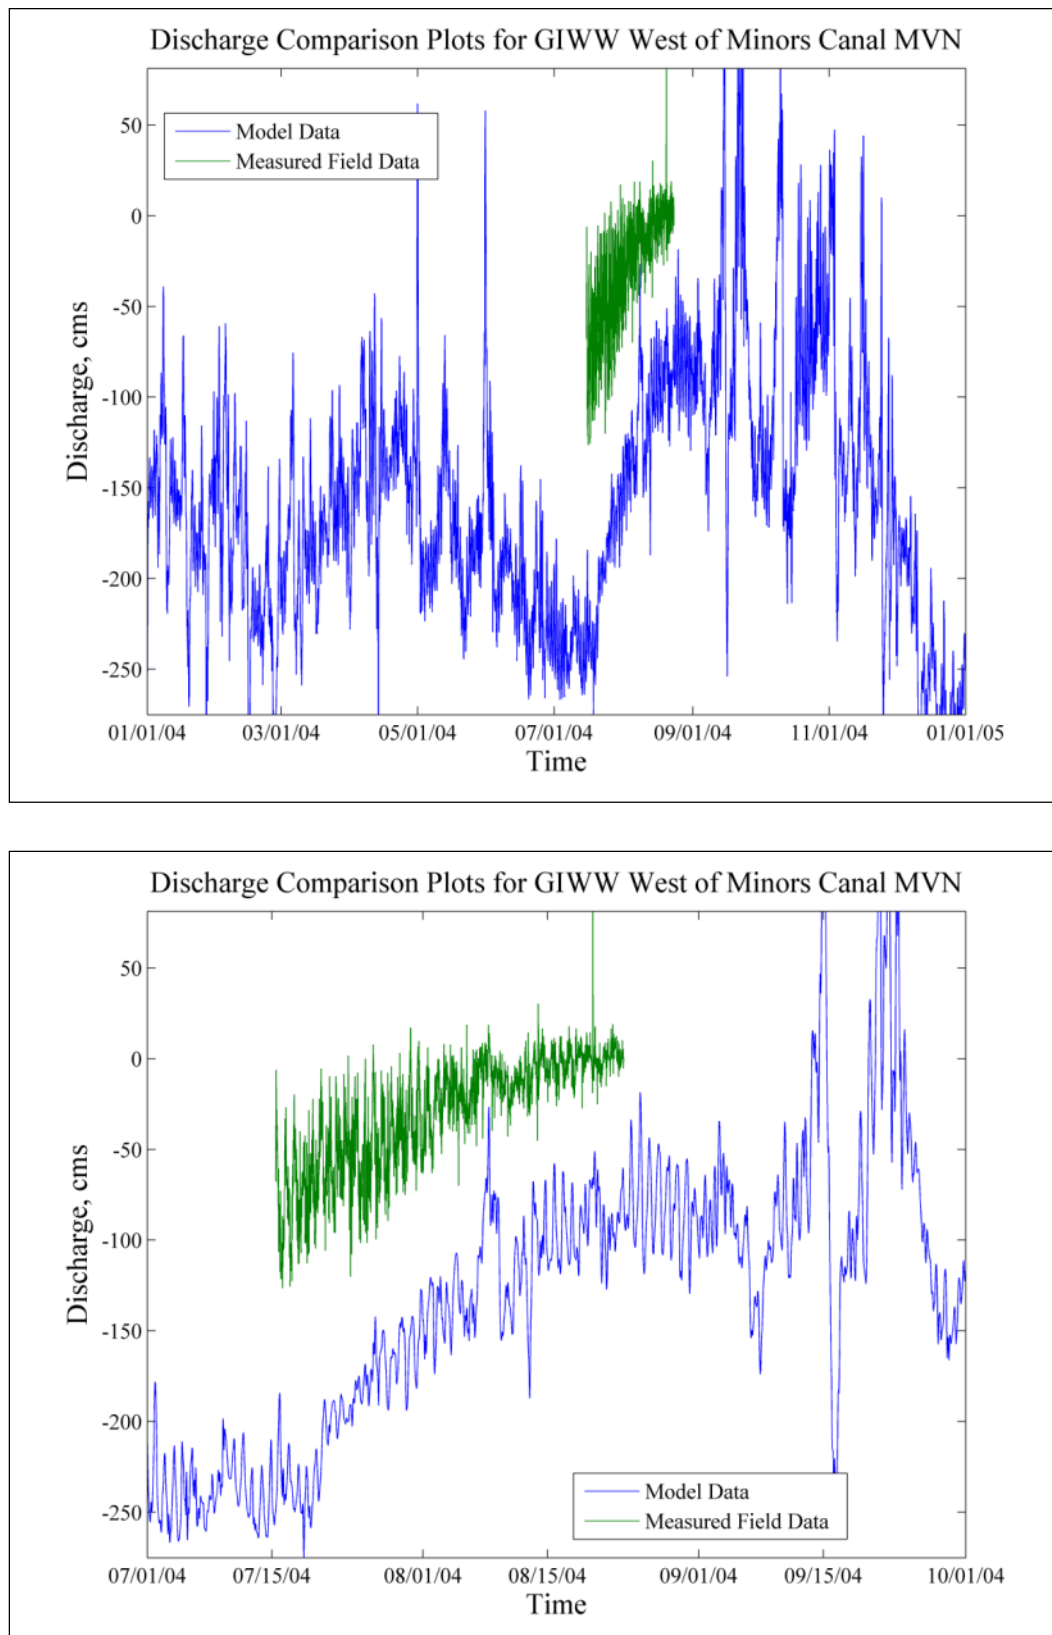 Discharge Comparison Plots for GIWW West of Minors Canal MVN
Model Data
Measured Field Data
50
0
-50
-100
-150
-200
-250
Discharge, cms
01/01/04 03/01/04 05/01/04 07/01/04 09/01/04 11/01/04 01/01/05
Time
Discharge Comparison Plots for GIWW West of Minors Canal MVN
50
0
-50
-100
-150
-200
-250
Discharge, cms
Model Data
Measured Field Data
07/01/04 07/15/04 08/01/04 08/15/04 09/01/04 09/15/04 10/01/04
Time